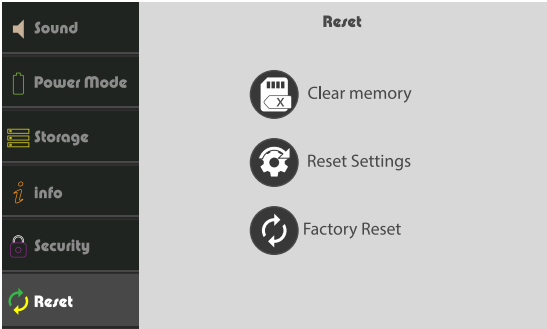 Sound
Power Mode
Storage
info
Security
Reset
Reset
X
Clear memory
Reset Settings
Factory Reset